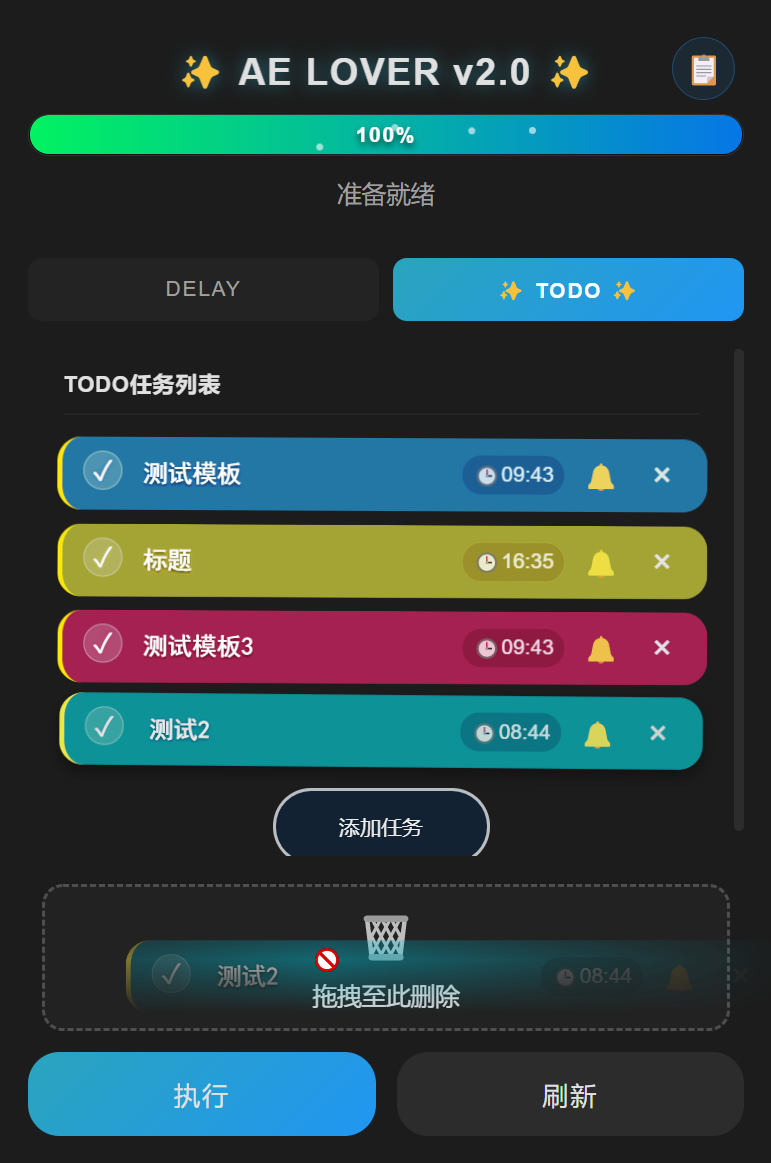 ✨ AE LOVER v2.0 ✨
100%
准备就绪
DELAY
✨ TODO ✨
TODO任务列表
测试模板 09:43
标题 16:35
测试模板3 09:43
测试2 08:44
添加任务
测试2 08:44
拖拽至此删除
执行
刷新